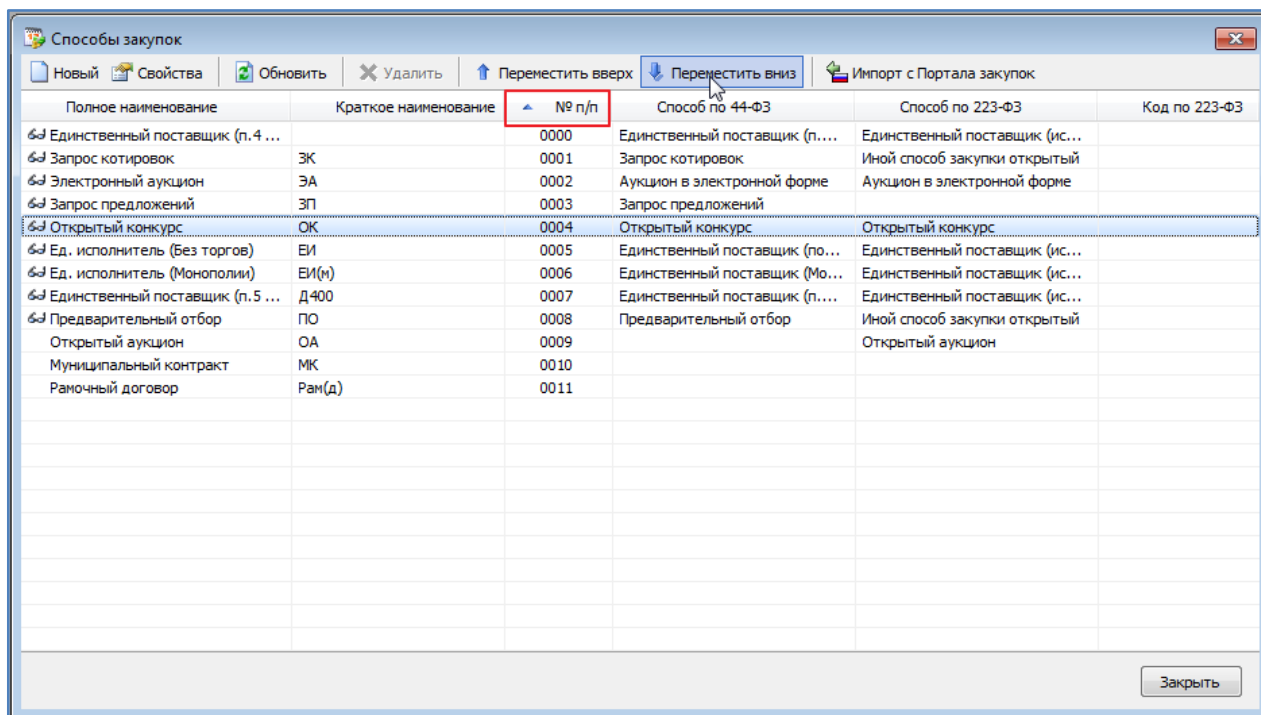 Способы закупок
Новый Свойства Обновить Удалить Переместить вверх Переместить вниз Импорт с Портала закупок
Полное наименование Краткое наименование № п/п Способ по 44-ФЗ Способ по 223-ФЗ Код по 223-ФЗ
Единственный поставщик (п.4 ... 0000 Единственный поставщик (п.... Единственный поставщик (ис...
Запрос котировок ЗК 0001 Запрос котировок Иной способ закупки открытый
Электронный аукцион ЭА 0002 Аукцион в электронной форме Аукцион в электронной форме
Запрос предложений ЗП 0003 Запрос предложений
Открытый конкурс ОК 0004 Открытый конкурс Открытый конкурс
Ед. исполнитель (Без торгов) ЕИ 0005 Единственный поставщик (по... Единственный поставщик (ис...
Ед. исполнитель (Монополии) ЕИ(м) 0006 Единственный поставщик (Мо... Единственный поставщик (ис...
Единственный поставщик (п.5 ... Д400 0007 Единственный поставщик (п.... Единственный поставщик (ис...
Предварительный отбор ПО 0008 Предварительный отбор Иной способ закупки открытый
Открытый аукцион ОА 0009 Открытый аукцион
Муниципальный контракт МК 0010
Рамочный договор Рам(д) 0011
Закрыть